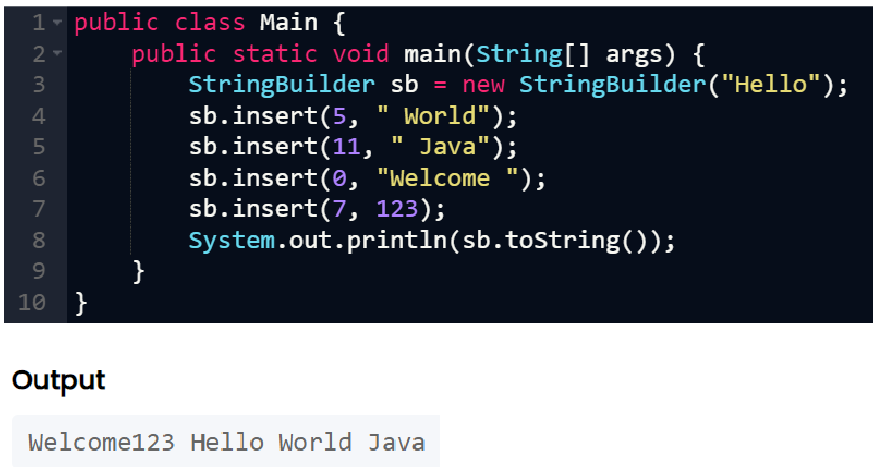 1 public class Main {
2     public static void main(String[] args) {
3         StringBuilder sb = new StringBuilder("Hello");
4         sb.insert(5, " World");
5         sb.insert(11, " Java");
6         sb.insert(0, "Welcome ");
7         sb.insert(7, 123);
8         System.out.println(sb.toString());
9     }
10 }
Output
Welcome123 Hello World Java